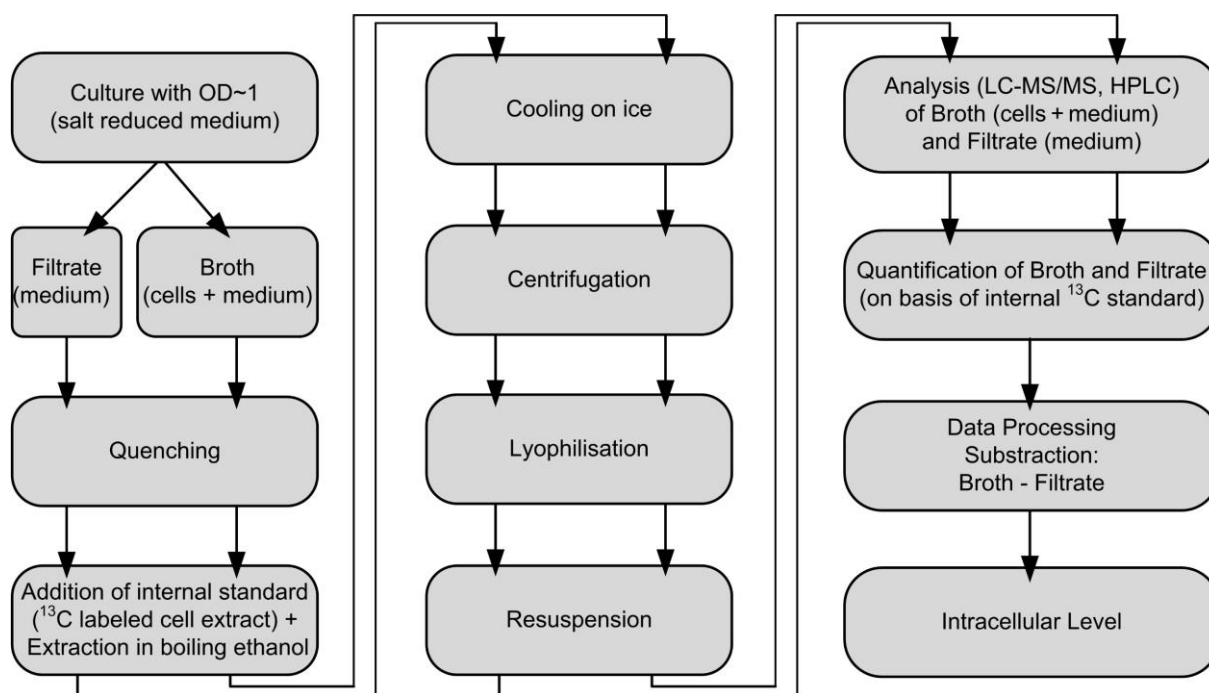 Culture with OD~1
(salt reduced medium)
Filtrate
(medium)
Broth
(cells + medium)
Quenching
Addition of internal standard
(¹³C labeled cell extract) +
Extraction in boiling ethanol
Cooling on ice
Centrifugation
Lyophilisation
Resuspension
Analysis (LC-MS/MS, HPLC)
of Broth (cells + medium)
and Filtrate (medium)
Quantification of Broth and Filtrate
(on basis of internal ¹³C standard)
Data Processing
Substraction:
Broth - Filtrate
Intracellular Level